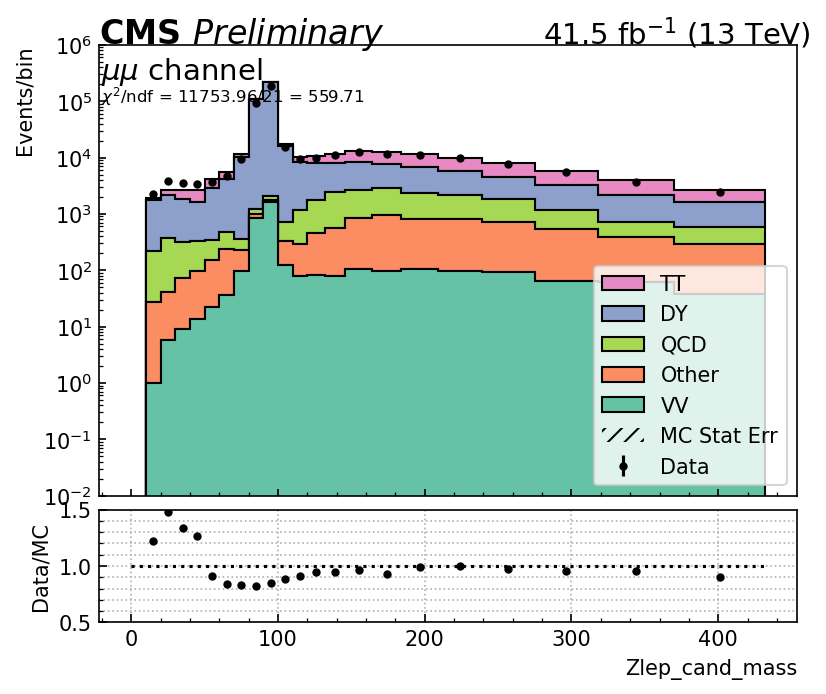 CMS Preliminary 41.5 fb⁻¹ (13 TeV)
μμ channel
χ²/ndf = 11753.96/21 = 559.71
Events/bin
10⁶
10⁵
10⁴
10³
10²
10¹
10⁰
10⁻¹
10⁻²
TT
DY
QCD
Other
VV
MC Stat Err
Data
Data/MC
1.5
1.0
0.5
0 100 200 300 400
Zlep_cand_mass